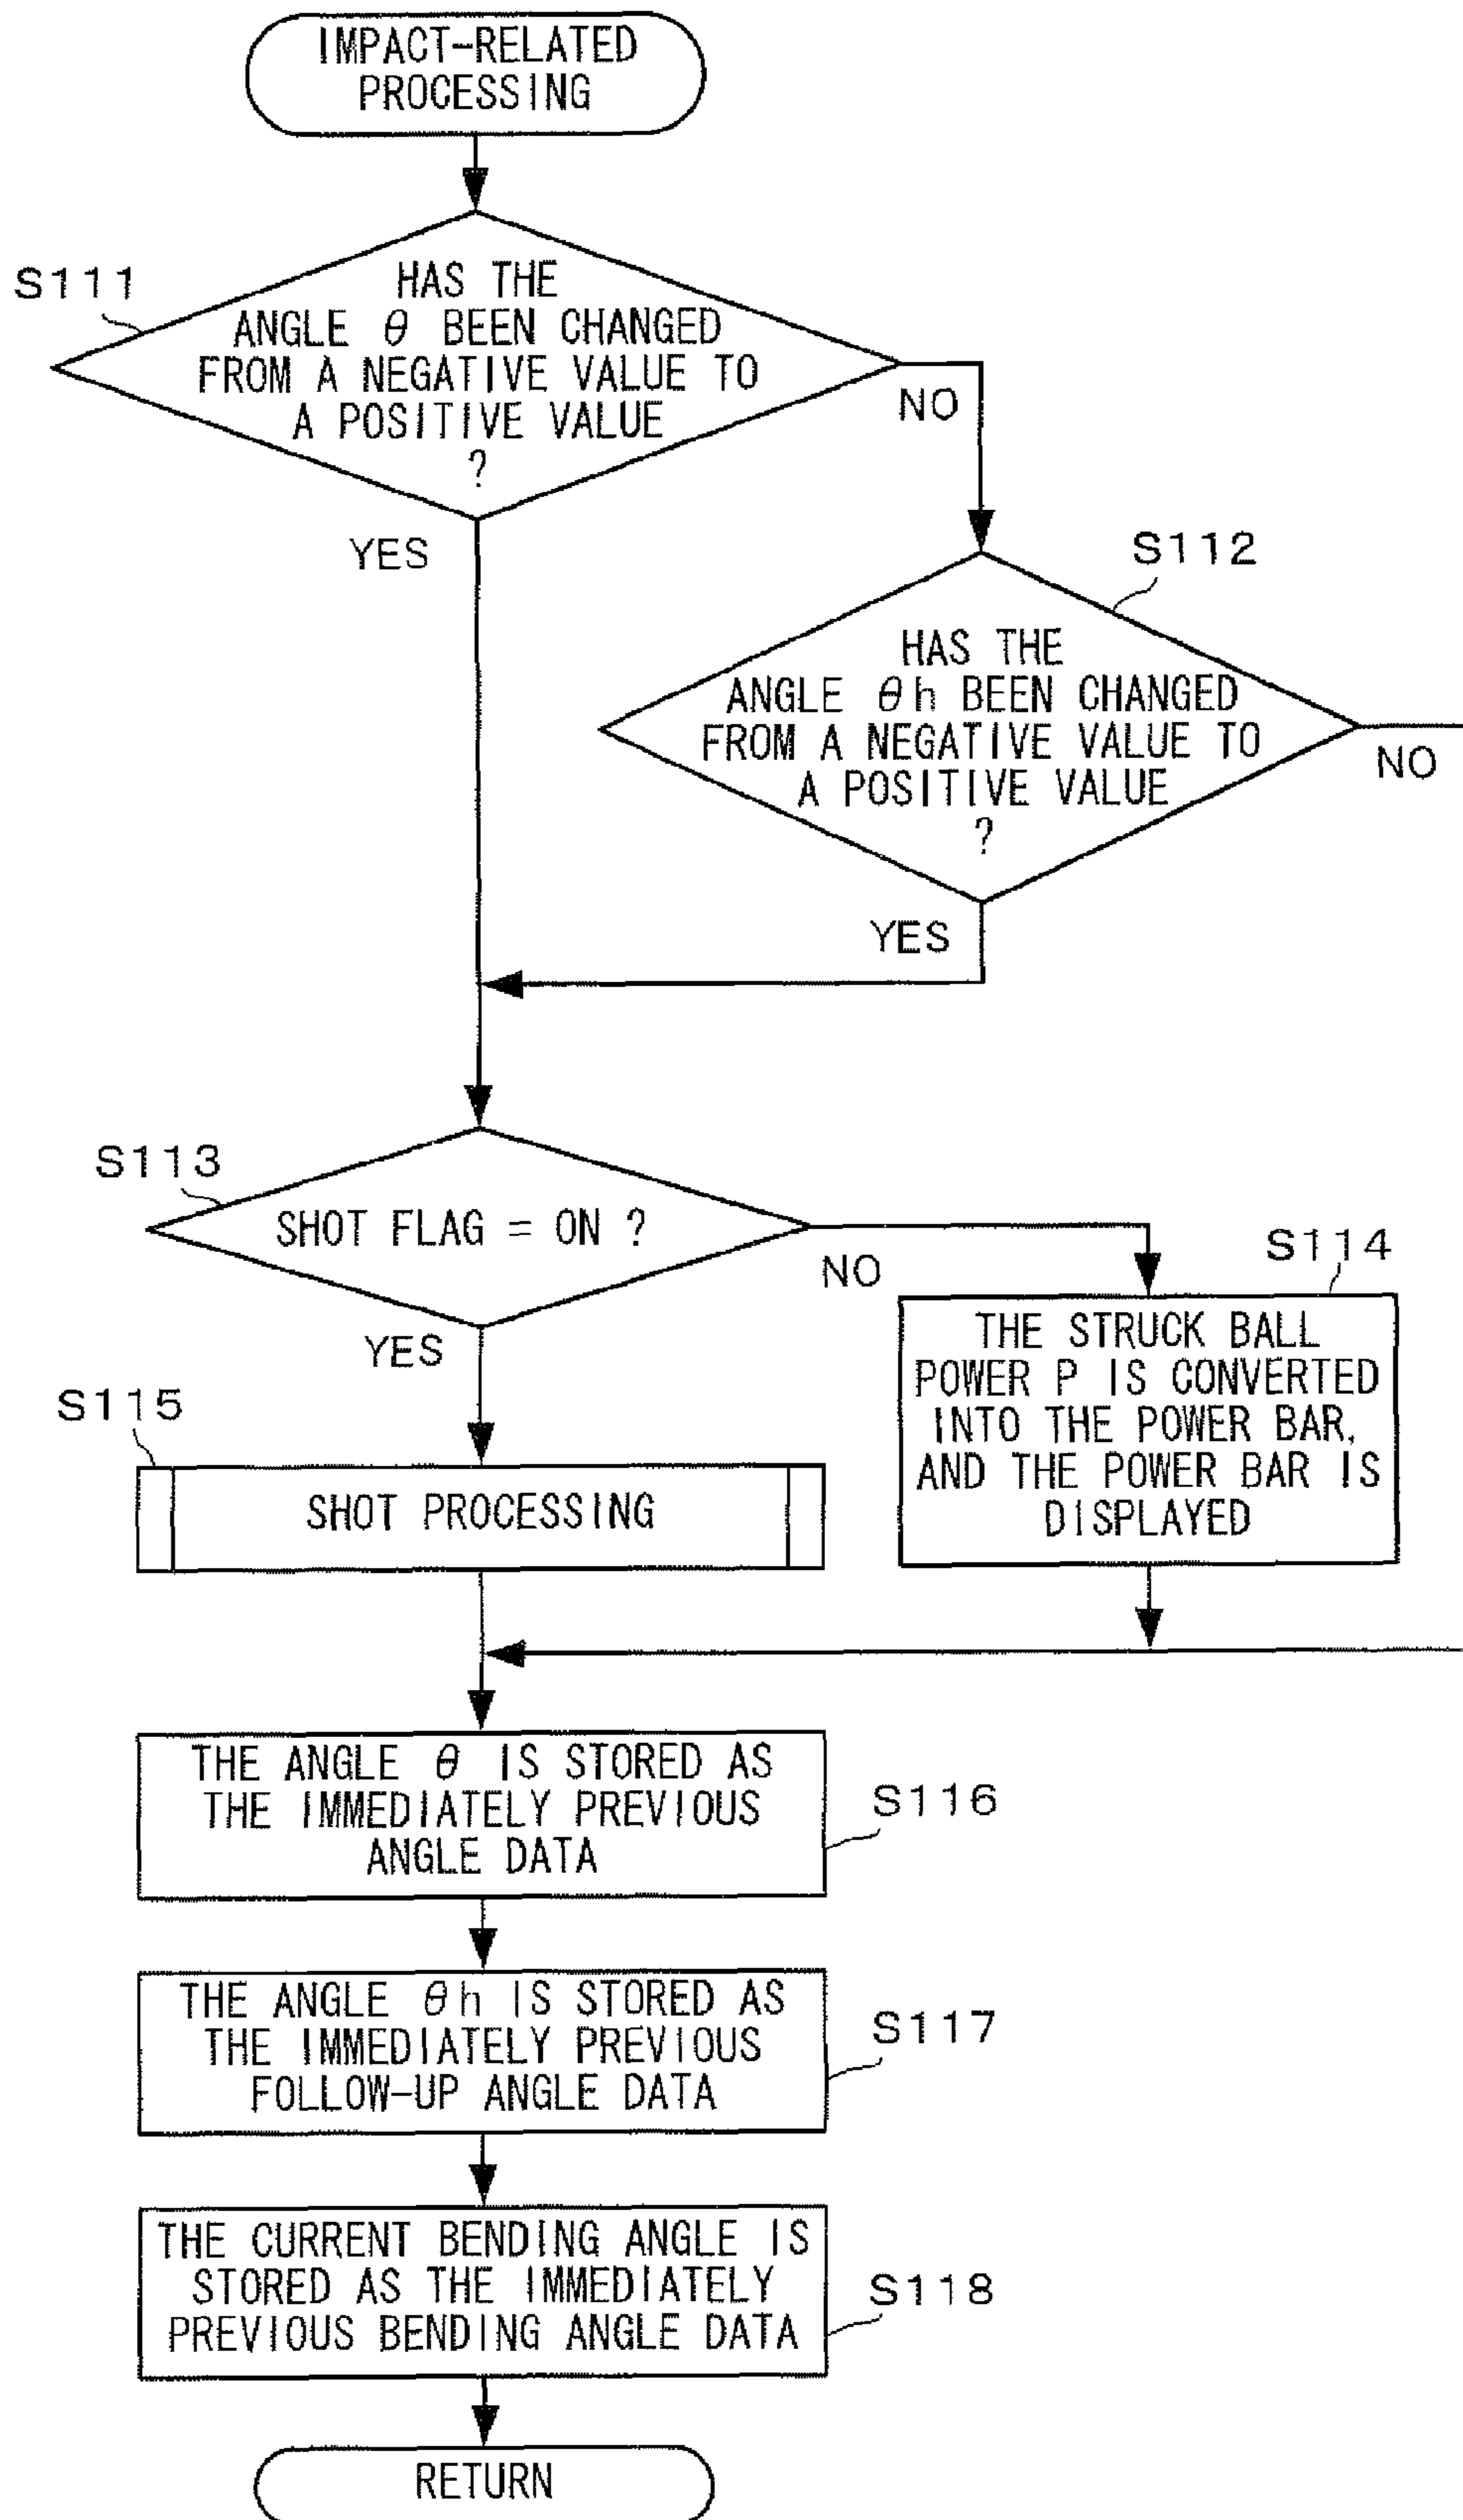 IMPACT-RELATED
PROCESSING
S111
HAS THE
ANGLE θ BEEN CHANGED
FROM A NEGATIVE VALUE TO
A POSITIVE VALUE
?
NO
YES
S112
HAS THE
ANGLE θh BEEN CHANGED
FROM A NEGATIVE VALUE TO
A POSITIVE VALUE
?
NO
YES
S113
SHOT FLAG = ON ?
NO
YES
S114
THE STRUCK BALL
POWER P IS CONVERTED
INTO THE POWER BAR,
AND THE POWER BAR IS
DISPLAYED
S115
SHOT PROCESSING
THE ANGLE θ IS STORED AS
THE IMMEDIATELY PREVIOUS
ANGLE DATA
S116
THE ANGLE θh IS STORED AS
THE IMMEDIATELY PREVIOUS
FOLLOW-UP ANGLE DATA
S117
THE CURRENT BENDING ANGLE IS
STORED AS THE IMMEDIATELY
PREVIOUS BENDING ANGLE DATA
S118
RETURN